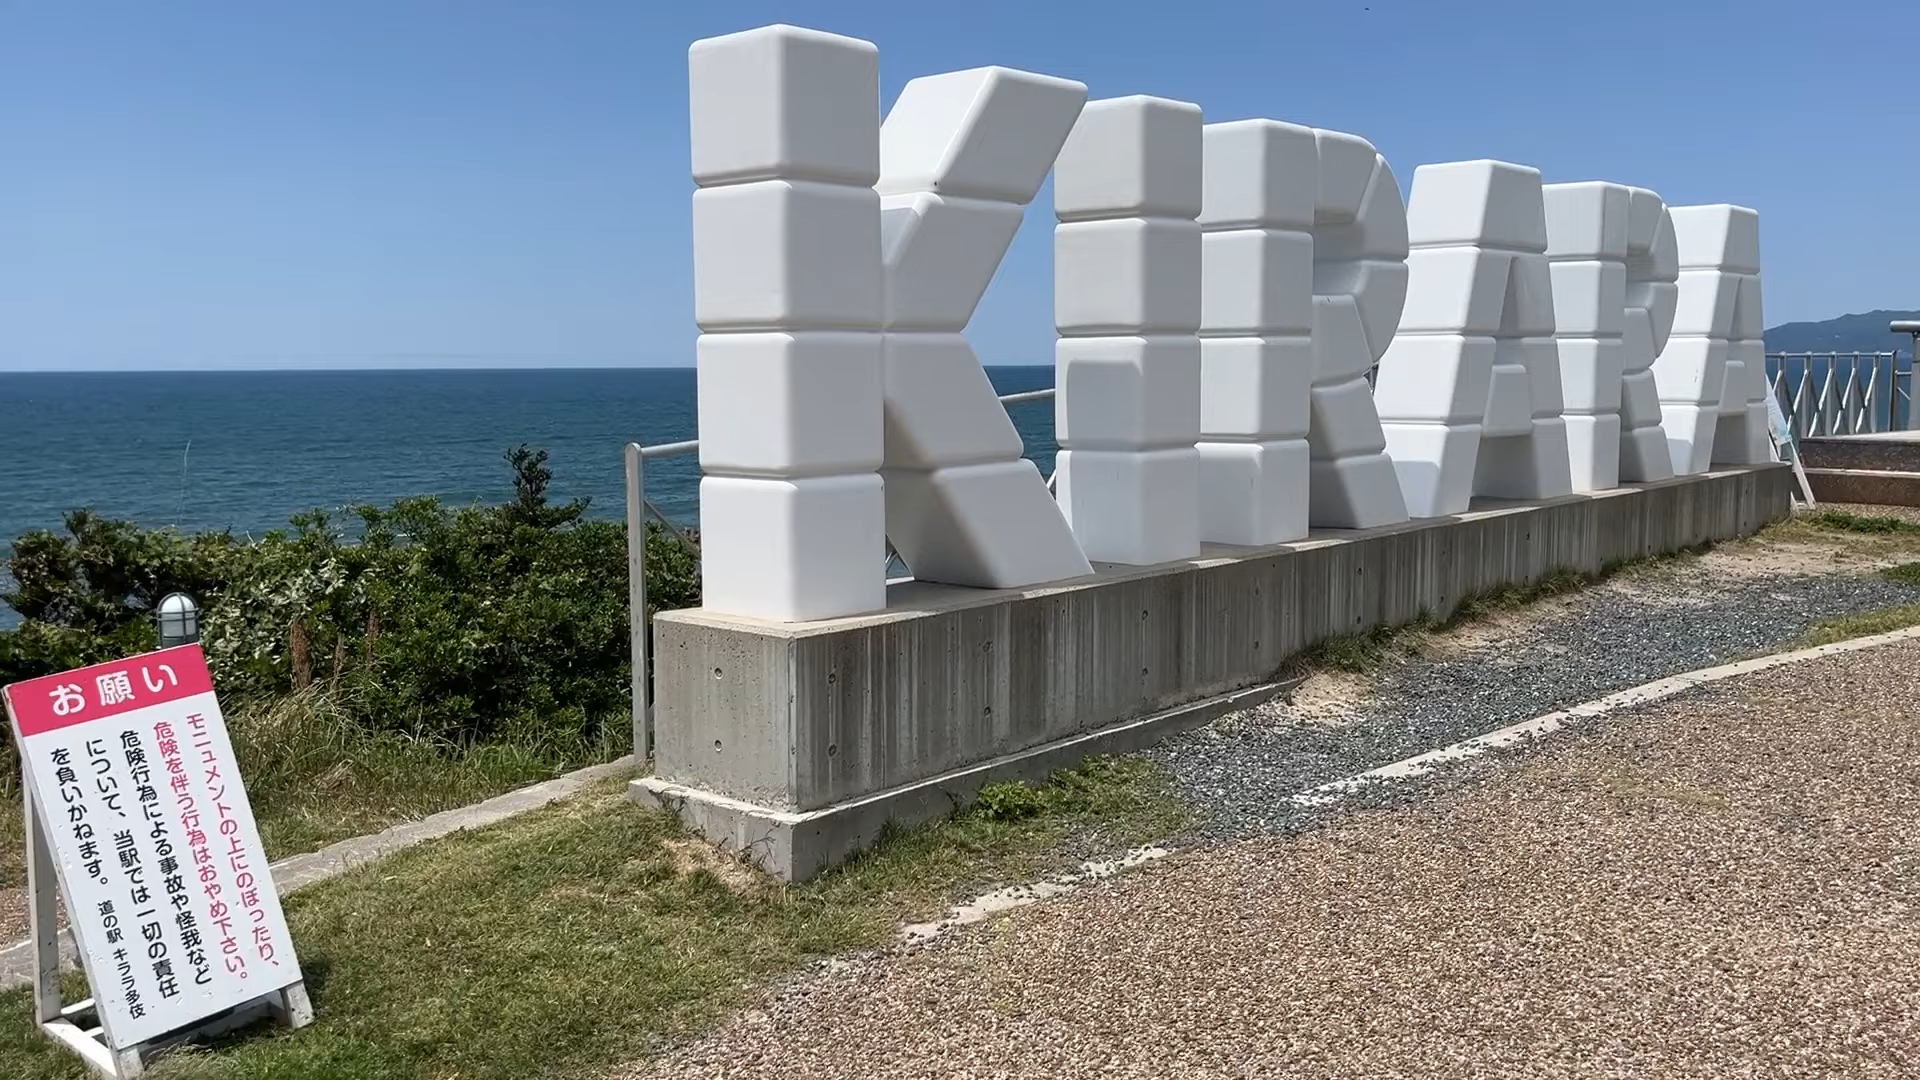 KIRARA
お願い
モニュメントの上にのぼったり、
危険を伴う行為はおやめ下さい。
危険行為による事故や怪我など
について、当駅では一切の責任
を負いかねます。
道の駅 キララ多伎